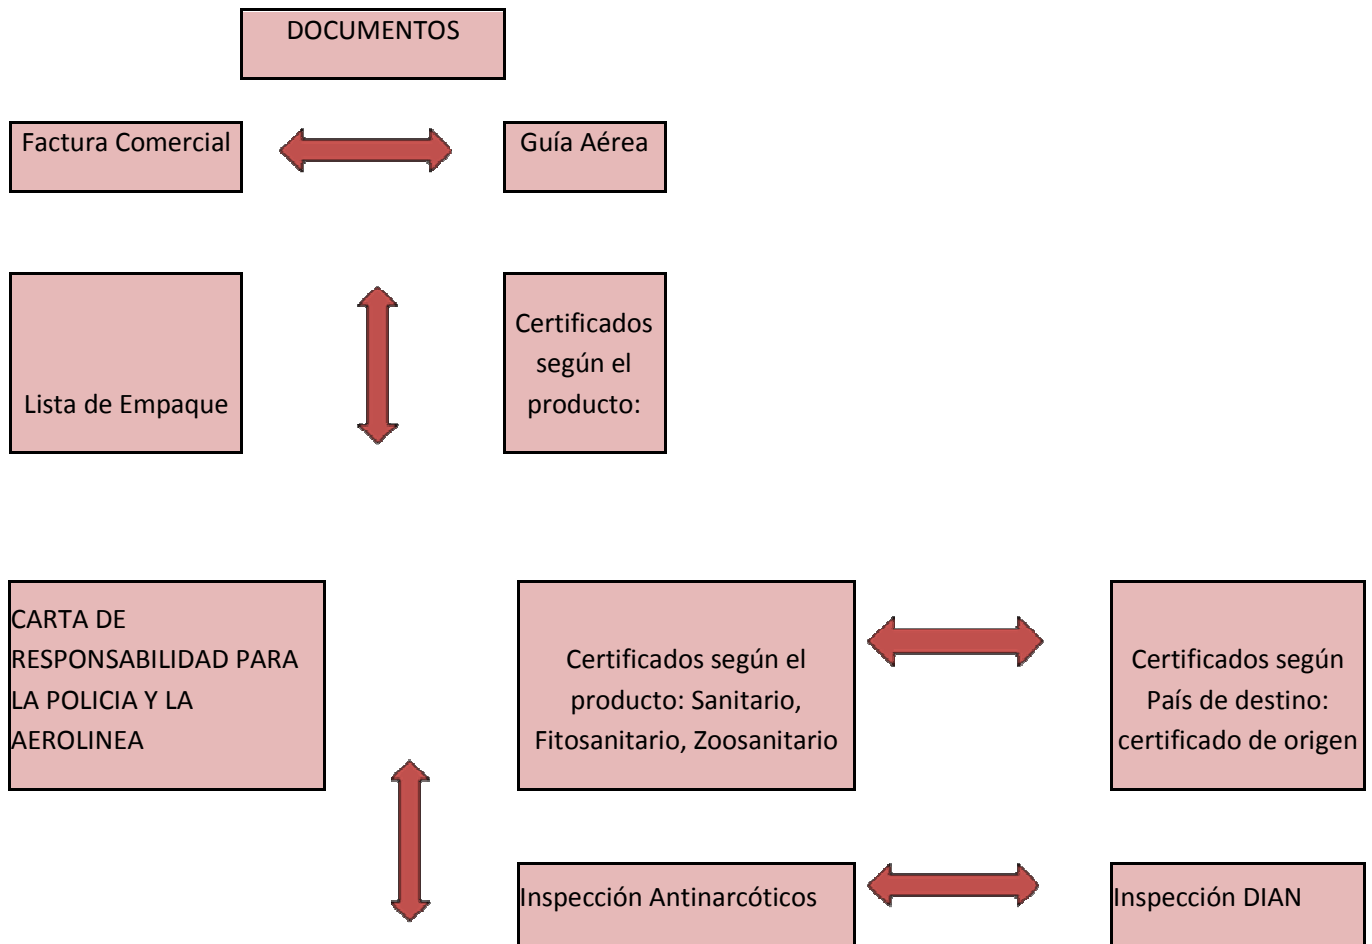 DOCUMENTOS
Factura Comercial
Guía Aérea
Lista de Empaque
Certificados
según el
producto:
CARTA DE
RESPONSABILIDAD PARA
LA POLICIA Y LA
AEROLINEA
Certificados según el
producto: Sanitario,
Fitosanitario, Zoosanitario
Certificados según
País de destino:
certificado de origen
Inspección Antinarcóticos
Inspección DIAN